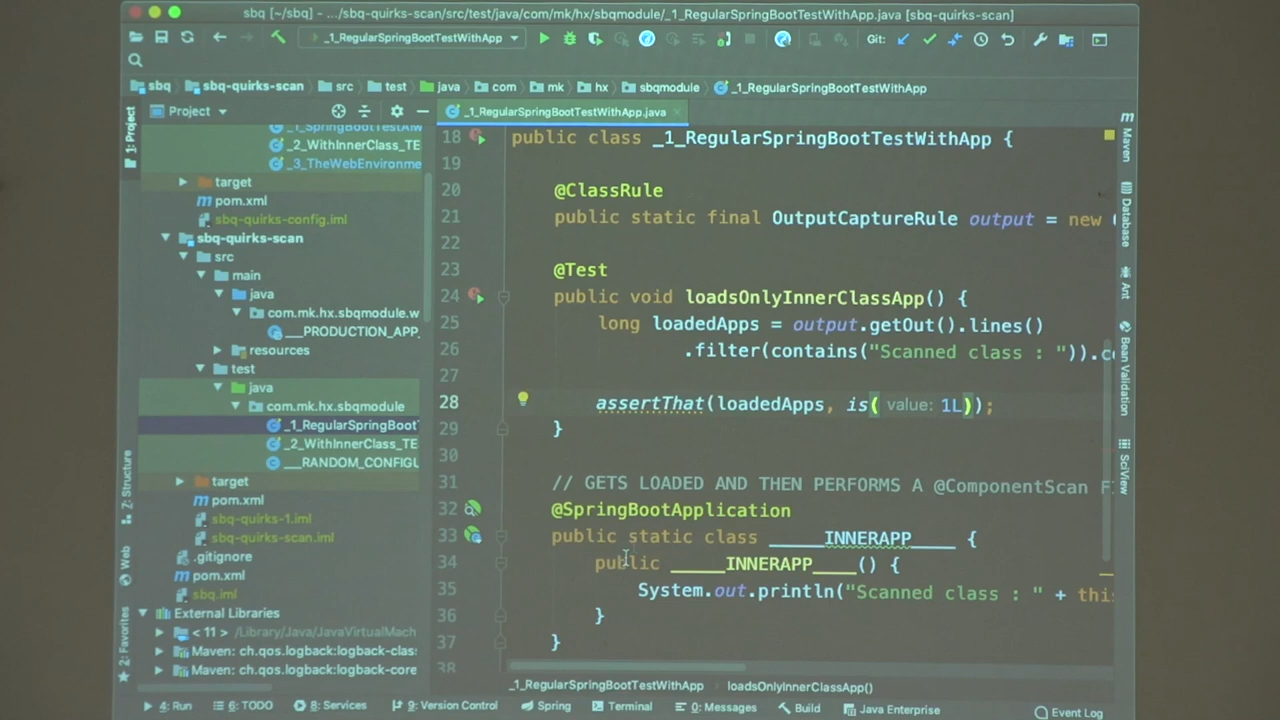 sbq [~/sbq] - .../sbq-quirks-scan/src/test/java/com/mk/hx/sbqmodule/_1_RegularSpringBootTestWithApp.java [sbq-quirks-scan]
_1_RegularSpringBootTestWithApp Git:
sbq sbq-quirks-scan src test java com mk hx sbqmodule _1_RegularSpringBootTestWithApp
1: Project
Project
_1_RegularSpringBootTestWithApp.java
_1_SpringBootTestAlw
_2_WithInnerClass_TE
_3_TheWebEnvironme
target
pom.xml
sbq-quirks-config.iml
sbq-quirks-scan
src
main
java
com.mk.hx.sbqmodule.w
___PRODUCTION_APP_
resources
test
java
com.mk.hx.sbqmodule
_1_RegularSpringBoot
_2_WithInnerClass_TE
___RANDOM_CONFIGU
target
pom.xml
sbq-quirks-1.iml
sbq-quirks-scan.iml
.gitignore
pom.xml
sbq.iml
External Libraries
< 11 > /Library/Java/JavaVirtualMach
Maven: ch.qos.logback:logback-clas
Maven: ch.qos.logback:logback-core
7: Structure
Web
2: Favorites
18 public class _1_RegularSpringBootTestWithApp {
19
20 @ClassRule
21 public static final OutputCaptureRule output = new
22
23 @Test
24 public void loadsOnlyInnerClassApp() {
25 long loadedApps = output.getOut().lines()
26 .filter(contains("Scanned class : ")).c
27
28 assertThat(loadedApps, is( value: 1L));
29 }
30
31 // GETS LOADED AND THEN PERFORMS A @ComponentScan F
32 @SpringBootApplication
33 public static class _____INNERAPP____ {
34 public _____INNERAPP____() {
35 System.out.println("Scanned class : " + this
36 }
37 }
38
Maven
Database
Ant
Bean Validation
SciView
_1_RegularSpringBootTestWithApp loadsOnlyInnerClassApp()
4: Run 6: TODO 8: Services 9: Version Control Spring Terminal 0: Messages Build Java Enterprise Event Log